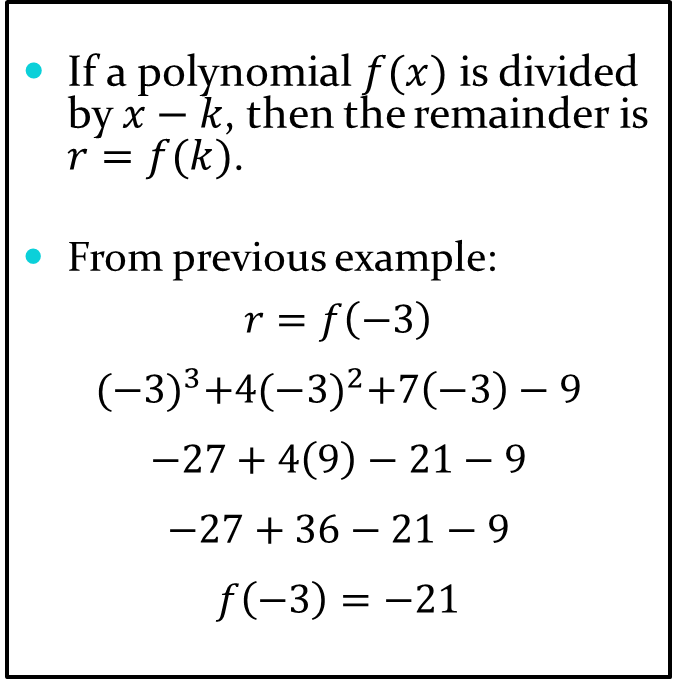 • If a polynomial f(x) is divided
by x − k, then the remainder is
r = f(k).
• From previous example:
r = f(−3)
(−3)³+4(−3)²+7(−3) − 9
−27 + 4(9) − 21 − 9
−27 + 36 − 21 − 9
f(−3) = −21